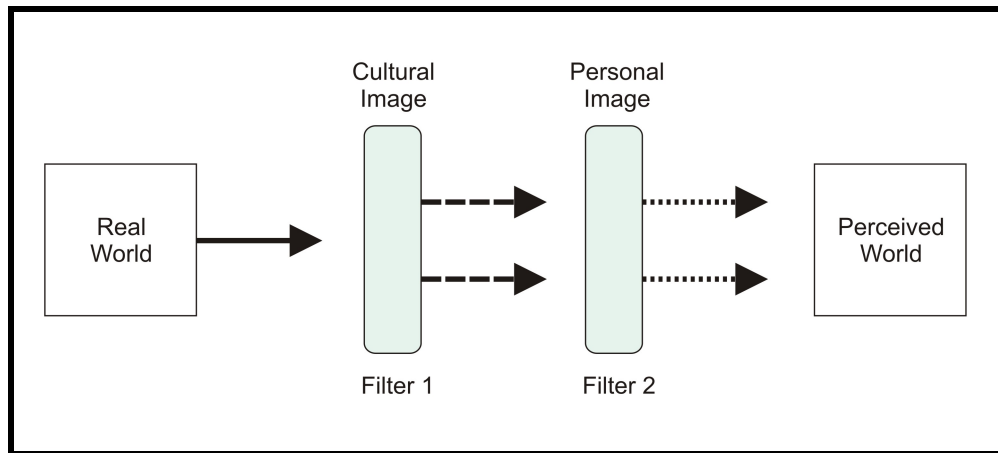 Cultural
Image
Personal
Image
Real
World
Perceived
World
Filter 1
Filter 2